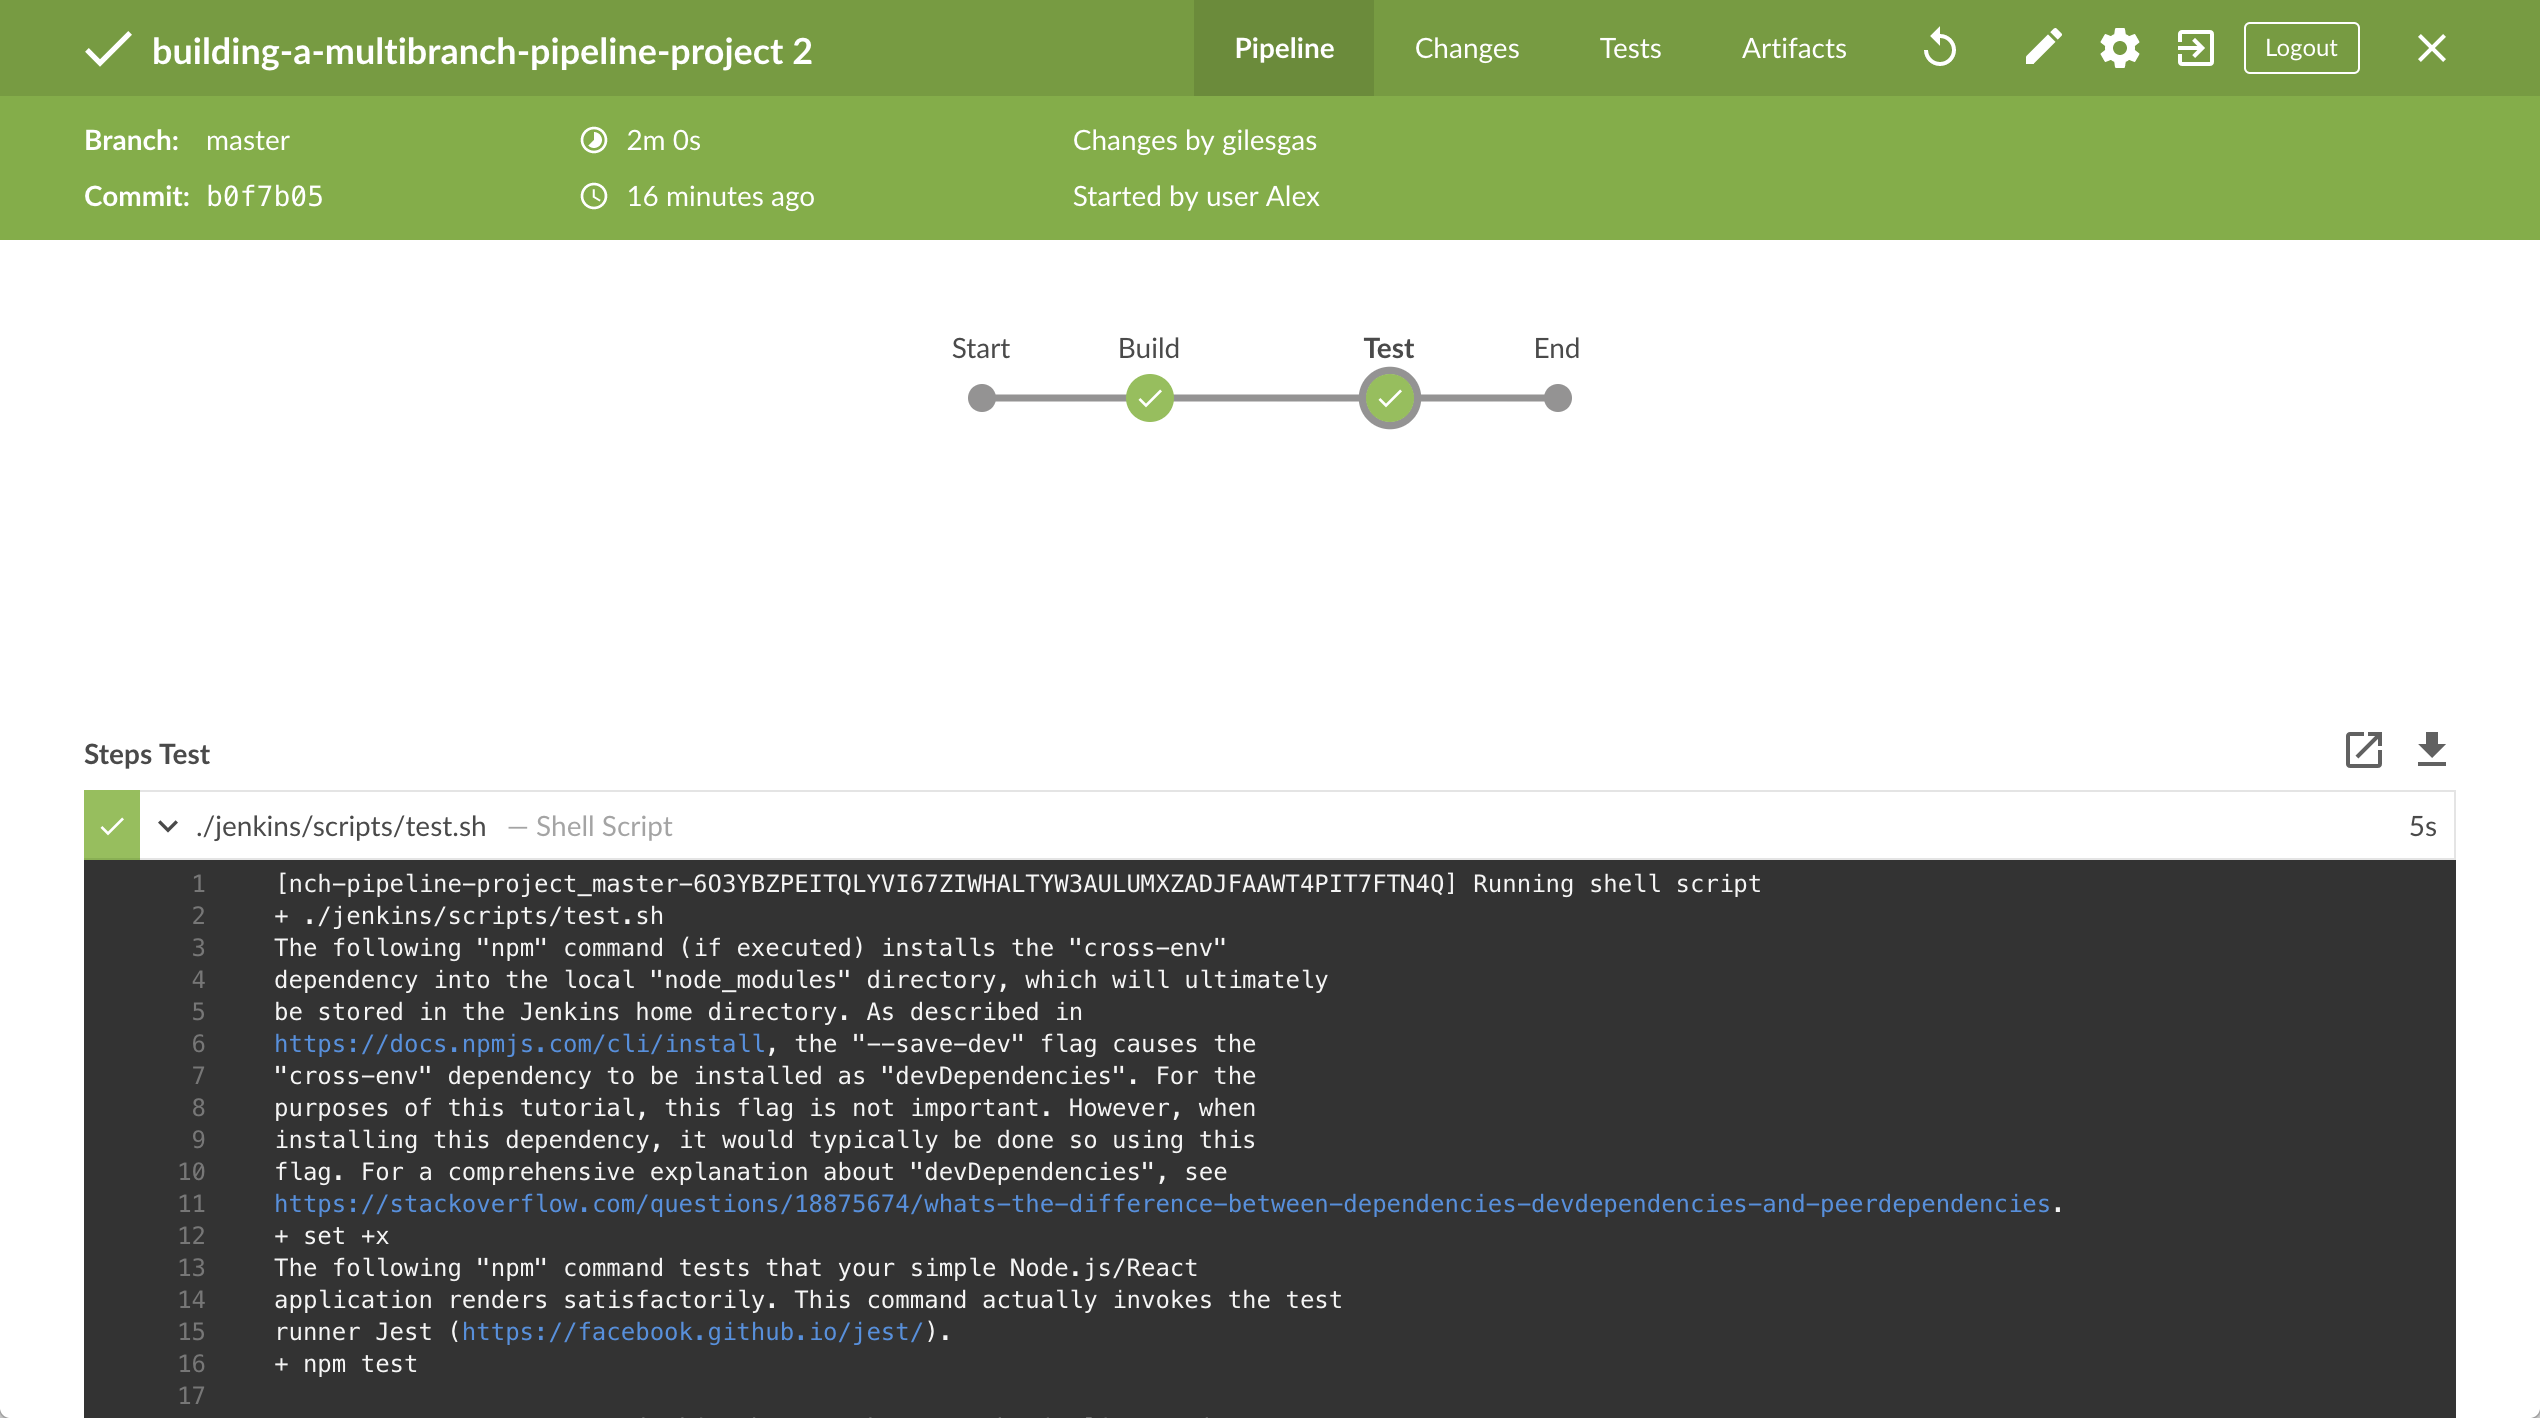 building-a-multibranch-pipeline-project 2
Pipeline
Changes
Tests
Artifacts
Logout
Branch: master
2m 0s
Changes by gilesgas
Commit: b0f7b05
16 minutes ago
Started by user Alex
Start
Build
Test
End
Steps Test
./jenkins/scripts/test.sh — Shell Script
5s
1 [nch-pipeline-project_master-6O3YBZPEITQLYVI67ZIWHALTYW3AULUMXZADJFAAWT4PIT7FTN4Q] Running shell script
2 + ./jenkins/scripts/test.sh
3 The following "npm" command (if executed) installs the "cross-env"
4 dependency into the local "node_modules" directory, which will ultimately
5 be stored in the Jenkins home directory. As described in
6 https://docs.npmjs.com/cli/install, the "--save-dev" flag causes the
7 "cross-env" dependency to be installed as "devDependencies". For the
8 purposes of this tutorial, this flag is not important. However, when
9 installing this dependency, it would typically be done so using this
10 flag. For a comprehensive explanation about "devDependencies", see
11 https://stackoverflow.com/questions/18875674/whats-the-difference-between-dependencies-devdependencies-and-peerdependencies.
12 + set +x
13 The following "npm" command tests that your simple Node.js/React
14 application renders satisfactorily. This command actually invokes the test
15 runner Jest (https://facebook.github.io/jest/).
16 + npm test
17